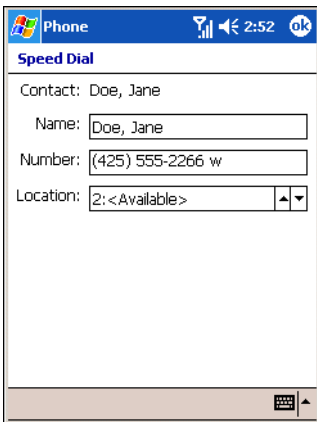 Phone 2:52 ok
Speed Dial
Contact: Doe, Jane
Name: Doe, Jane
Number: (425) 555-2266 w
Location: 2:<Available>